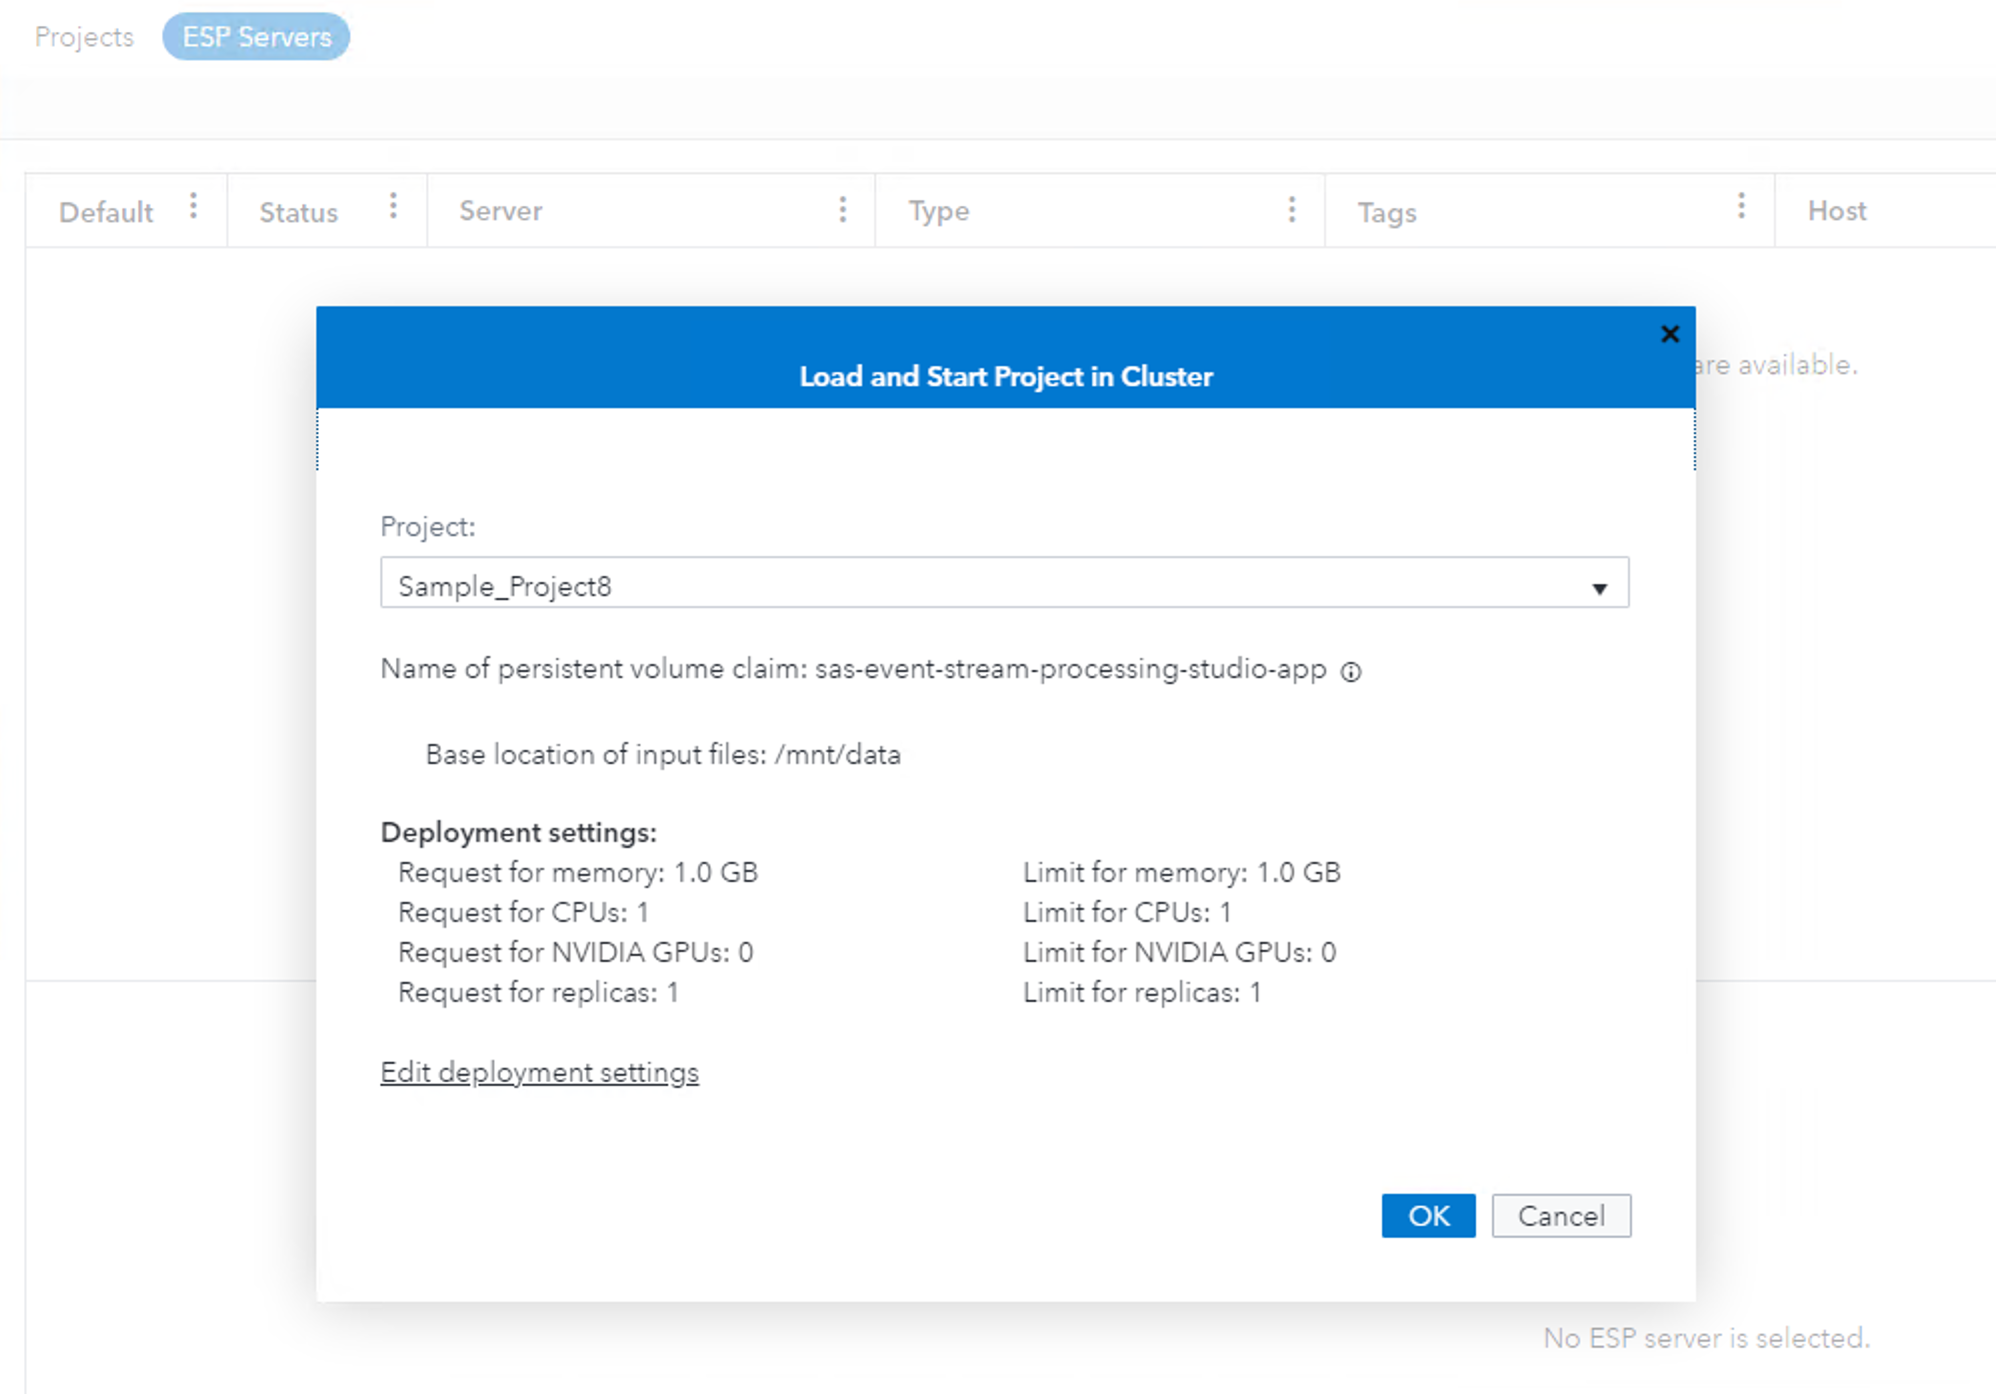 Projects ESP Servers
Default Status Server Type Tags Host
are available.
Load and Start Project in Cluster
Project:
Sample_Project8
Name of persistent volume claim: sas-event-stream-processing-studio-app
Base location of input files: /mnt/data
Deployment settings:
Request for memory: 1.0 GB Limit for memory: 1.0 GB
Request for CPUs: 1 Limit for CPUs: 1
Request for NVIDIA GPUs: 0 Limit for NVIDIA GPUs: 0
Request for replicas: 1 Limit for replicas: 1
Edit deployment settings
OK Cancel
No ESP server is selected.